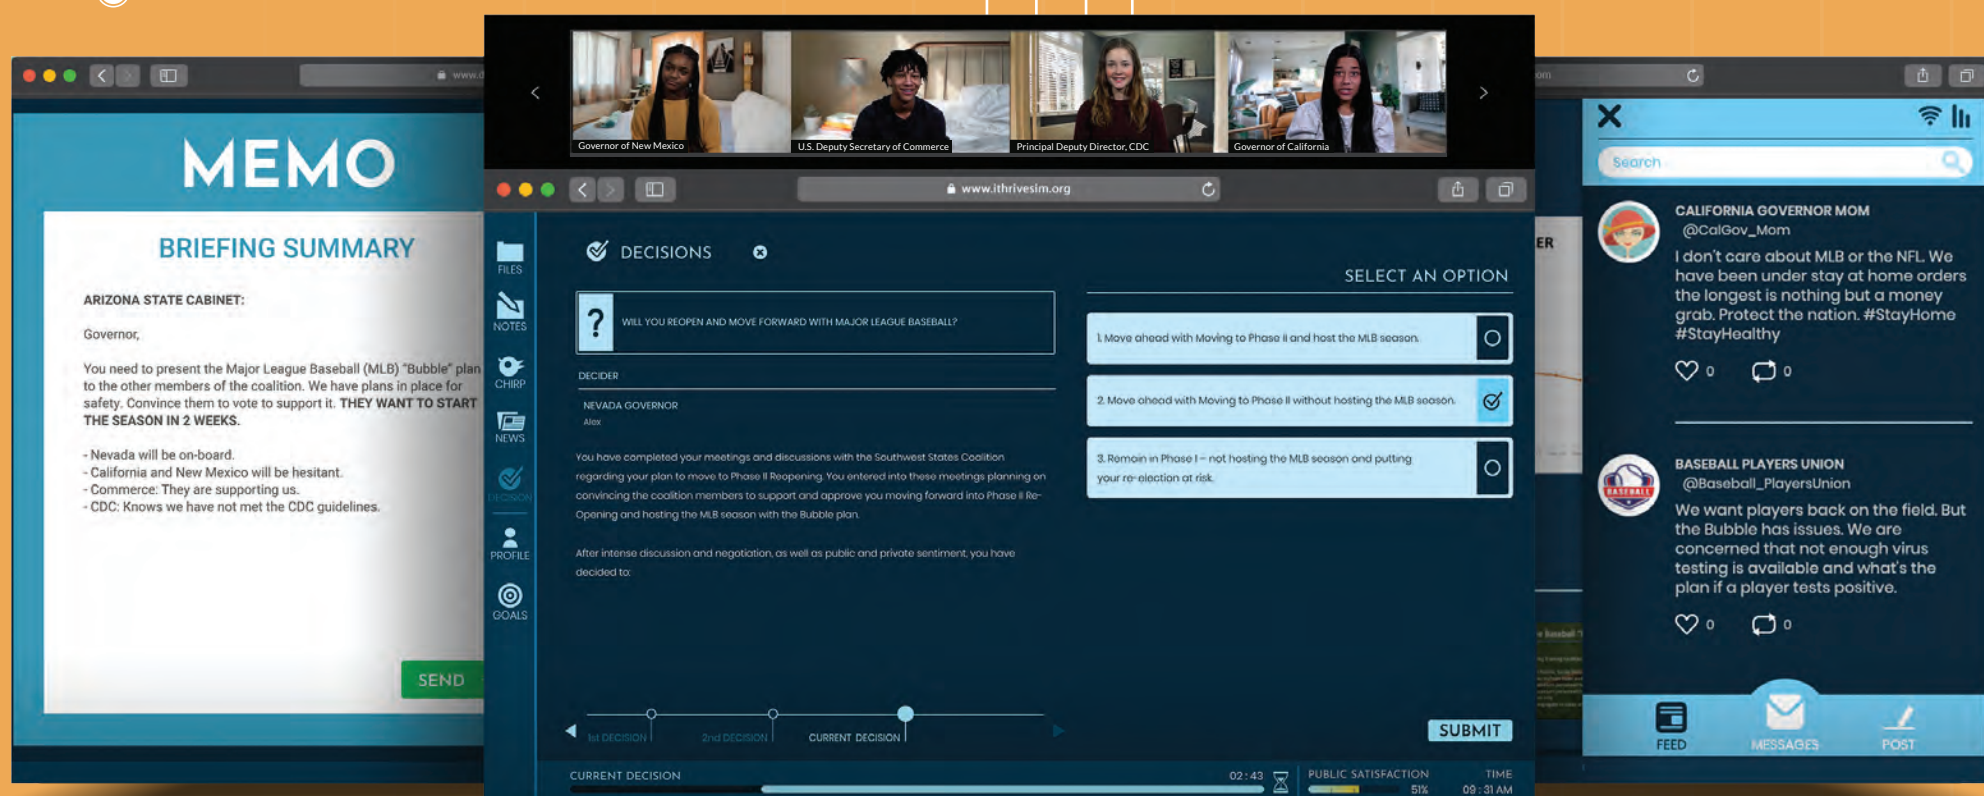 www.d
MEMO
BRIEFING SUMMARY
ARIZONA STATE CABINET:
Governor,
You need to present the Major League Baseball (MLB) "Bubble" plan
to the other members of the coalition. We have plans in place for
safety. Convince them to vote to support it. THEY WANT TO START
THE SEASON IN 2 WEEKS.
- Nevada will be on-board.
- California and New Mexico will be hesitant.
- Commerce: They are supporting us.
- CDC: Knows we have not met the CDC guidelines.
SEND
Governor of New Mexico
U.S. Deputy Secretary of Commerce
Principal Deputy Director, CDC
Governor of California
www.ithrivesim.org
FILES
NOTES
CHIRP
NEWS
DECISION
PROFILE
GOALS
DECISIONS
? WILL YOU REOPEN AND MOVE FORWARD WITH MAJOR LEAGUE BASEBALL?
DECIDER
NEVADA GOVERNOR
Alex
You have completed your meetings and discussions with the Southwest States Coalition
regarding your plan to move to Phase II Reopening. You entered into these meetings planning on
convincing the coalition members to support and approve you moving forward into Phase II Re-
Opening and hosting the MLB season with the Bubble plan.
After intense discussion and negotiation, as well as public and private sentiment, you have
decided to:
SELECT AN OPTION
1. Move ahead with Moving to Phase II and host the MLB season.
2. Move ahead with Moving to Phase II without hosting the MLB season.
3. Remain in Phase I – not hosting the MLB season and putting
your re-election at risk.
1st DECISION
2nd DECISION
CURRENT DECISION
SUBMIT
CURRENT DECISION
02:43
PUBLIC SATISFACTION
51%
TIME
09:31 AM
om
ER
Search
CALIFORNIA GOVERNOR MOM
@CalGov_Mom
I don't care about MLB or the NFL. We
have been under stay at home orders
the longest is nothing but a money
grab. Protect the nation. #StayHome
#StayHealthy
0
0
BASEBALL
BASEBALL PLAYERS UNION
@Baseball_PlayersUnion
We want players back on the field. But
the Bubble has issues. We are
concerned that not enough virus
testing is available and what's the
plan if a player tests positive.
0
0
FEED
MESSAGES
POST